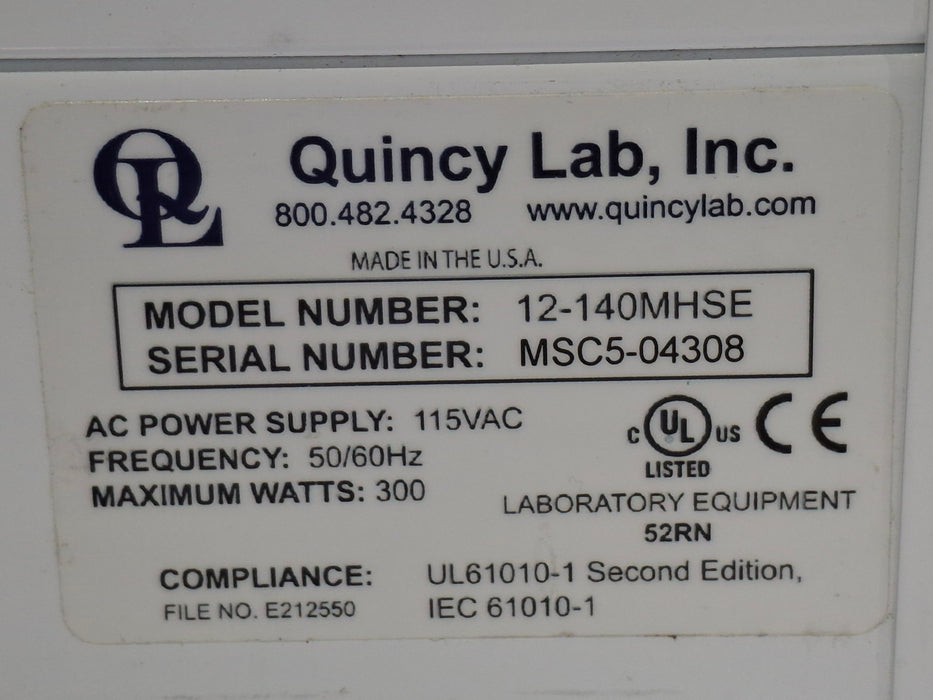 QL Quincy Lab, Inc.
800.482.4328 www.quincylab.com
MADE IN THE U.S.A.
MODEL NUMBER: 12-140MHSE
SERIAL NUMBER: MSC5-04308
AC POWER SUPPLY: 115VAC
FREQUENCY: 50/60Hz
MAXIMUM WATTS: 300
C UL US CE
LISTED
LABORATORY EQUIPMENT
52RN
COMPLIANCE: UL61010-1 Second Edition,
FILE NO. E212550 IEC 61010-1